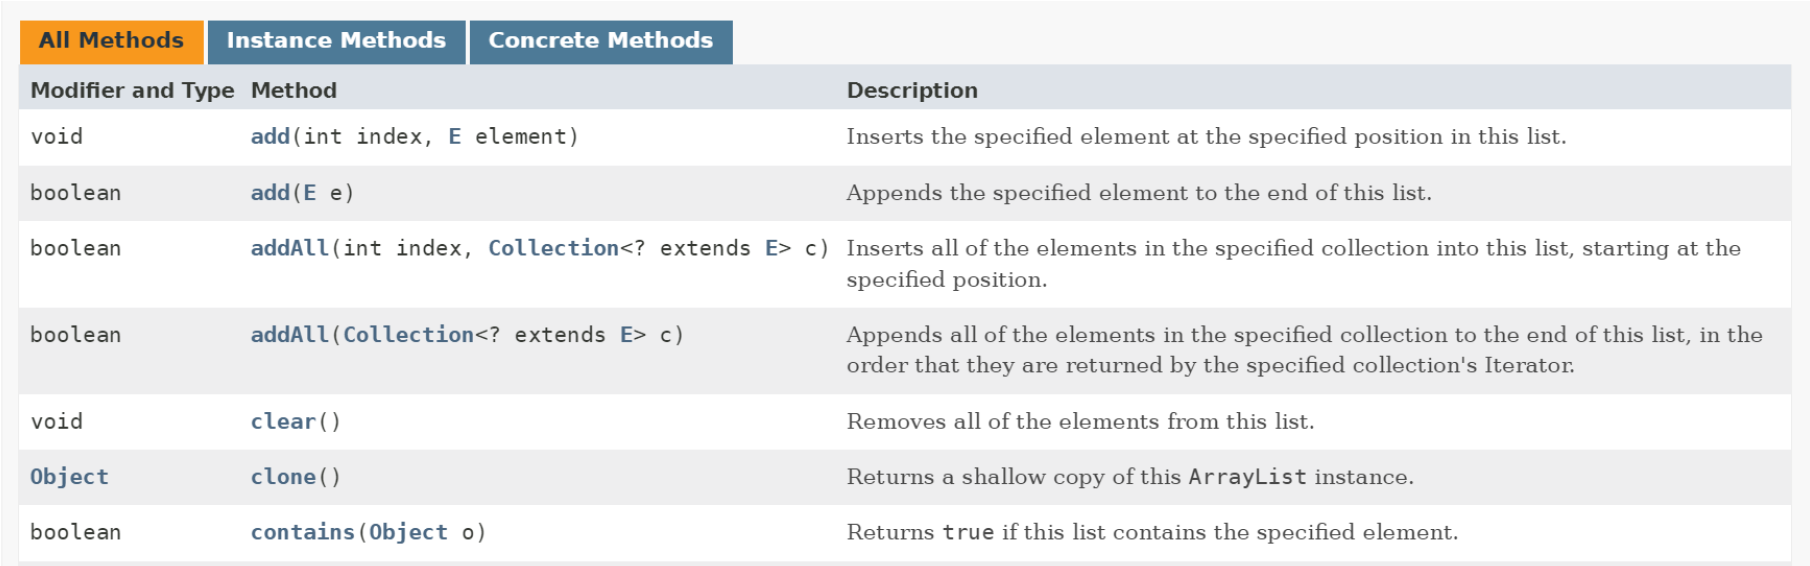 All Methods Instance Methods Concrete Methods
Modifier and Type Method Description
void add(int index, E element) Inserts the specified element at the specified position in this list.
boolean add(E e) Appends the specified element to the end of this list.
boolean addAll(int index, Collection<? extends E> c) Inserts all of the elements in the specified collection into this list, starting at the
specified position.
boolean addAll(Collection<? extends E> c) Appends all of the elements in the specified collection to the end of this list, in the
order that they are returned by the specified collection's Iterator.
void clear() Removes all of the elements from this list.
Object clone() Returns a shallow copy of this ArrayList instance.
boolean contains(Object o) Returns true if this list contains the specified element.